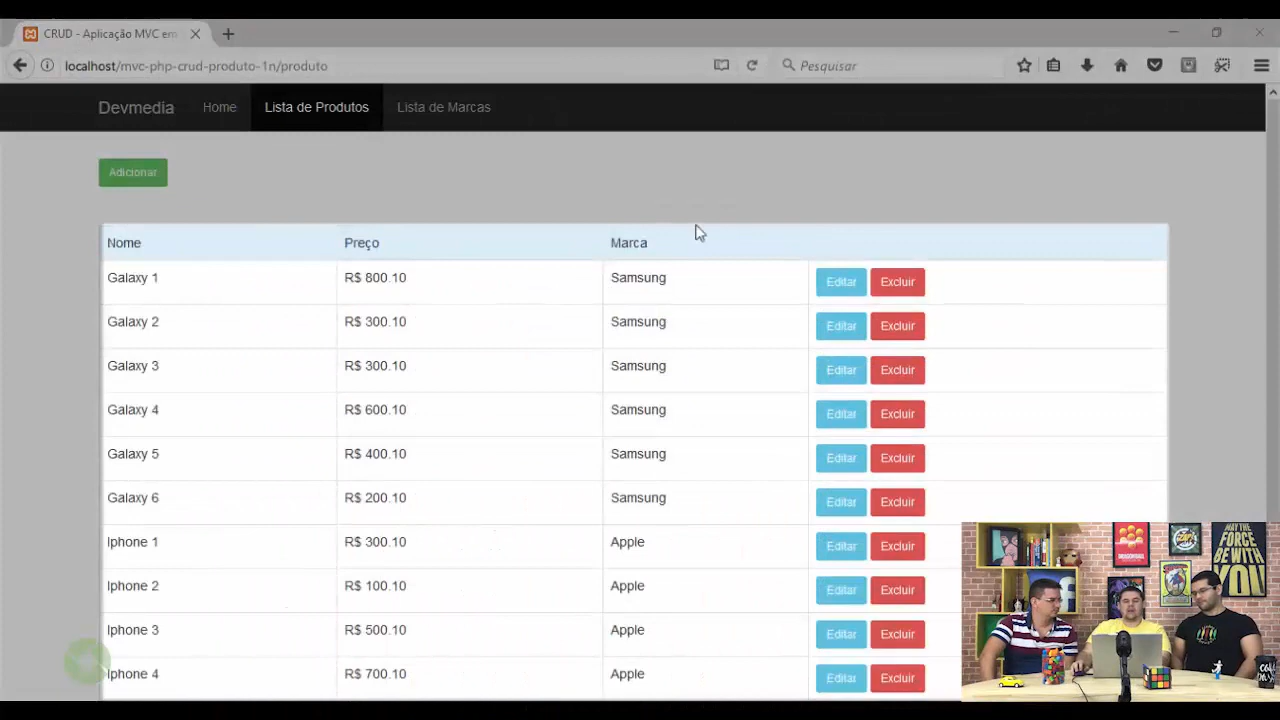 CRUD - Aplicação MVC em
localhost/mvc-php-crud-produto-1n/produto
Pesquisar
Devmedia Home Lista de Produtos Lista de Marcas
Adicionar
Nome Preço Marca
Galaxy 1 R$ 800.10 Samsung Editar Excluir
Galaxy 2 R$ 300.10 Samsung Editar Excluir
Galaxy 3 R$ 300.10 Samsung Editar Excluir
Galaxy 4 R$ 600.10 Samsung Editar Excluir
Galaxy 5 R$ 400.10 Samsung Editar Excluir
Galaxy 6 R$ 200.10 Samsung Editar Excluir
Iphone 1 R$ 300.10 Apple Editar Excluir
Iphone 2 R$ 100.10 Apple Editar Excluir
Iphone 3 R$ 500.10 Apple Editar Excluir
Iphone 4 R$ 700.10 Apple Editar Excluir
MAY THE
FORCE
BE WITH
YOU